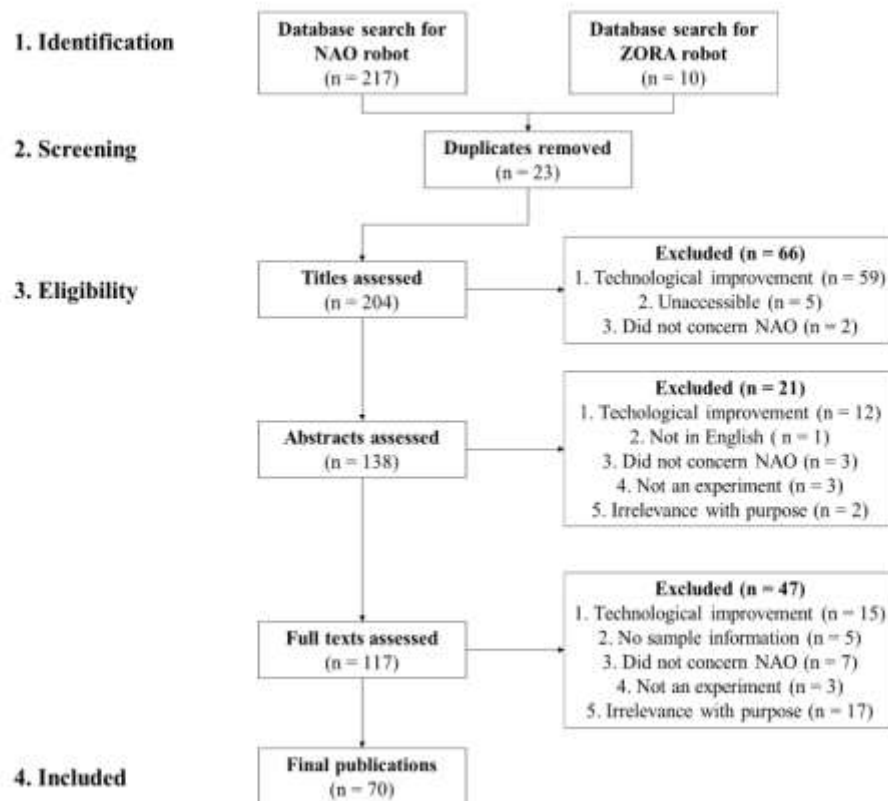 1. Identification
Database search for
NAO robot
(n = 217)
Database search for
ZORA robot
(n = 10)
2. Screening
Duplicates removed
(n = 23)
3. Eligibility
Titles assessed
(n = 204)
Excluded (n = 66)
1. Technological improvement (n = 59)
2. Unaccessible (n = 5)
3. Did not concern NAO (n = 2)
Abstracts assessed
(n = 138)
Excluded (n = 21)
1. Techological improvement (n = 12)
2. Not in English ( n = 1)
3. Did not concern NAO (n = 3)
4. Not an experiment (n = 3)
5. Irrelevance with purpose (n = 2)
Full texts assessed
(n = 117)
Excluded (n = 47)
1. Technological improvement (n = 15)
2. No sample information (n = 5)
3. Did not concern NAO (n = 7)
4. Not an experiment (n = 3)
5. Irrelevance with purpose (n = 17)
4. Included
Final publications
(n = 70)